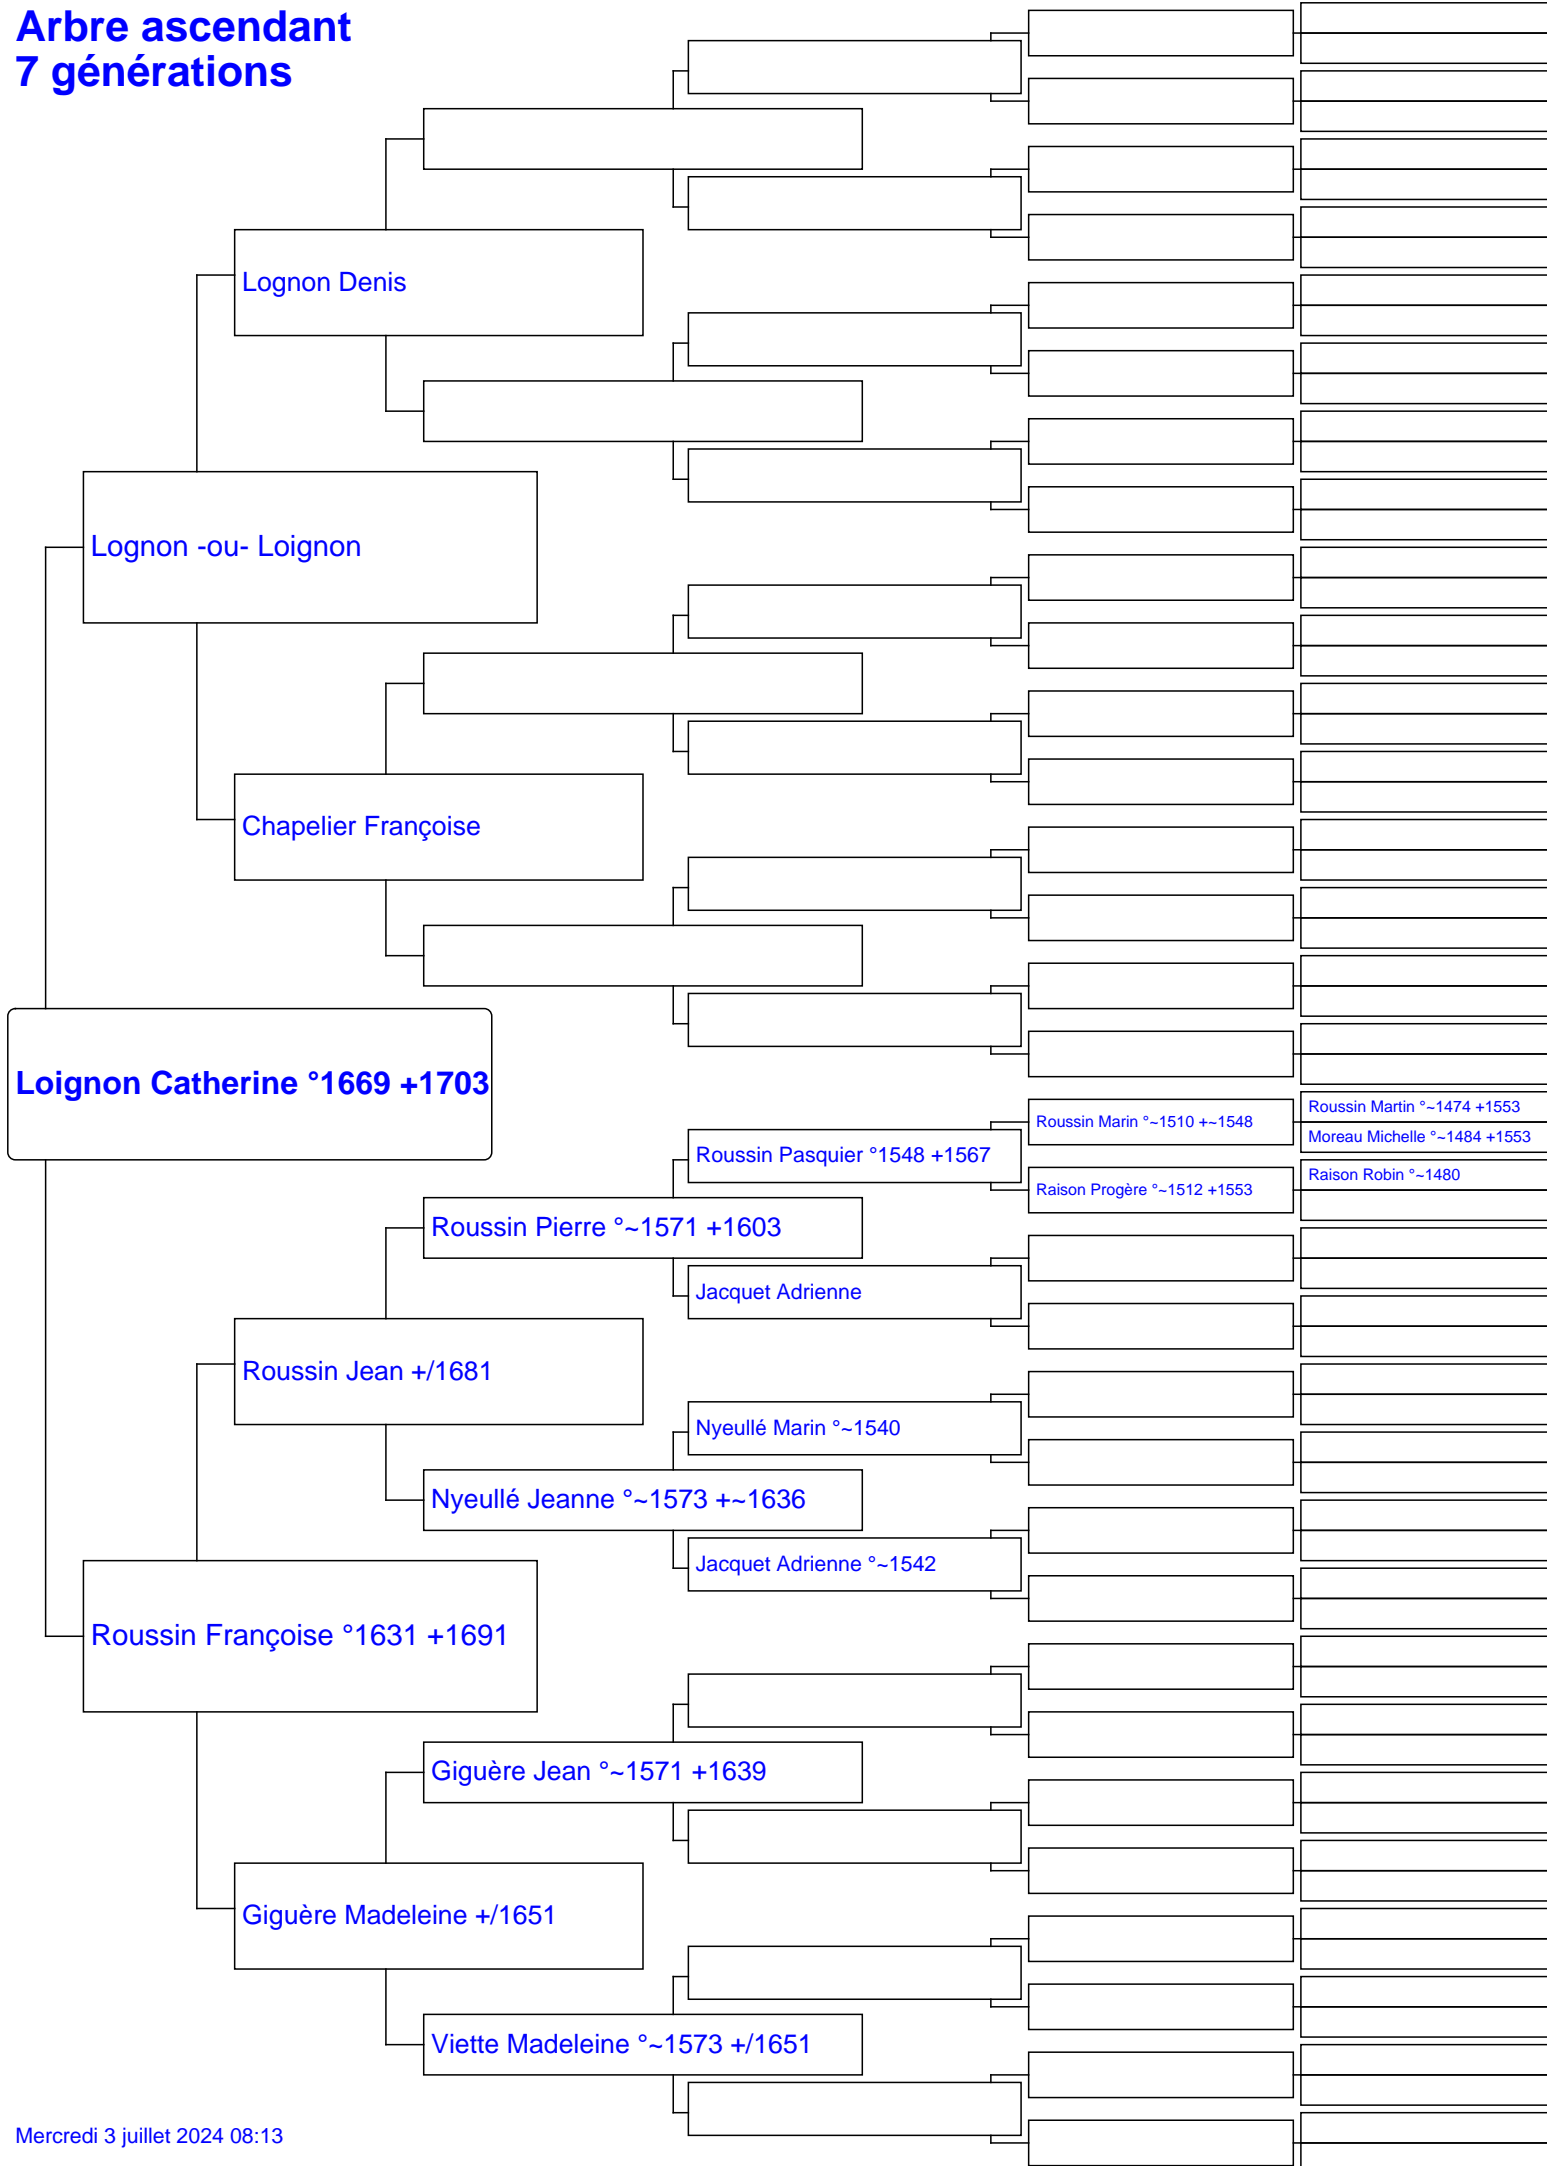 Arbre ascendant
7 générations
Lognon Denis
Lognon -ou- Loignon
Chapelier Françoise
Loignon Catherine °1669 +1703
Roussin Martin °~1474 +1553
Roussin Marin °~1510 +~1548
Moreau Michelle °~1484 +1553
Roussin Pasquier °1548 +1567
Raison Robin °~1480
Raison Progère °~1512 +1553
Roussin Pierre °~1571 +1603
Jacquet Adrienne
Roussin Jean +/1681
Nyeullé Marin °~1540
Nyeullé Jeanne °~1573 +~1636
Jacquet Adrienne °~1542
Roussin Françoise °1631 +1691
Giguère Jean °~1571 +1639
Giguère Madeleine +/1651
Viette Madeleine °~1573 +/1651
Mercredi 3 juillet 2024 08:13